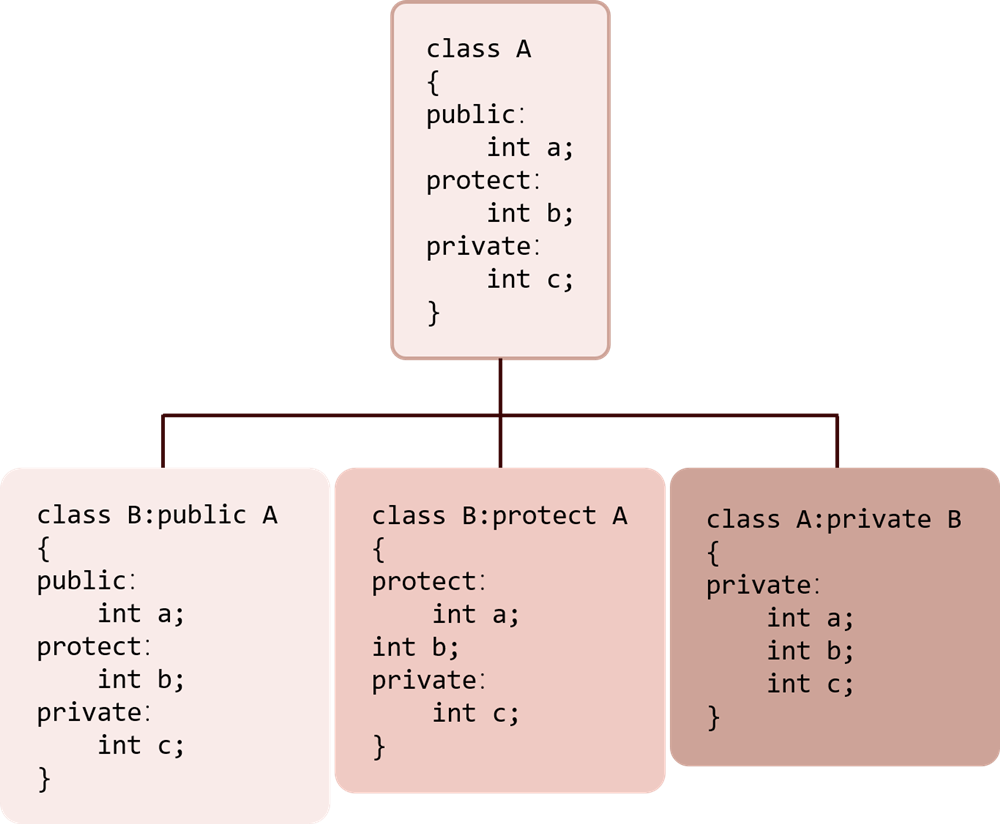 class A
{
public:
    int a;
protect:
    int b;
private:
    int c;
}
class B:public A
{
public:
    int a;
protect:
    int b;
private:
    int c;
}
class B:protect A
{
protect:
    int a;
int b;
private:
    int c;
}
class A:private B
{
private:
    int a;
    int b;
    int c;
}